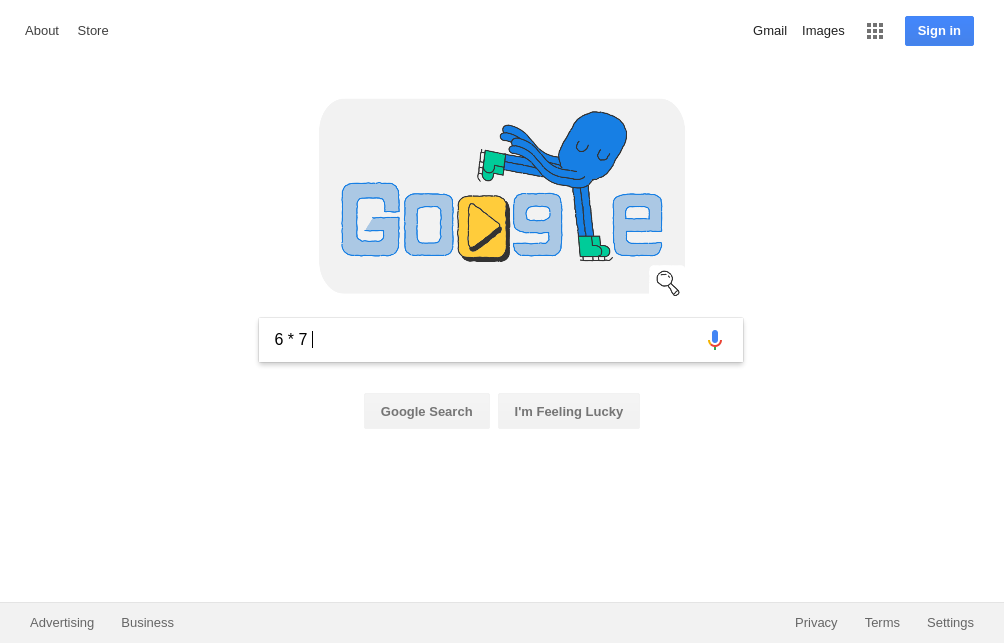 About Store
Gmail Images Sign in
Google
6 * 7
Google Search I'm Feeling Lucky
Advertising Business
Privacy Terms Settings